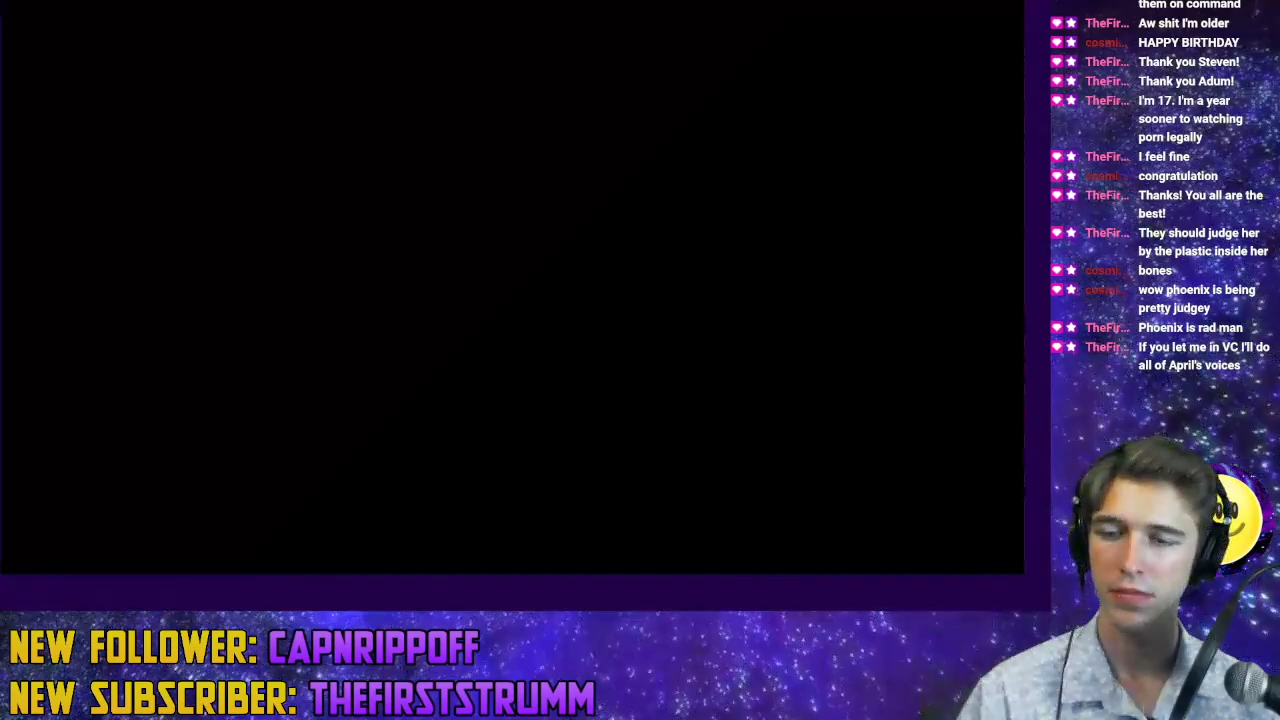 them on command
TheFir... Aw shit I'm older
cosmi... HAPPY BIRTHDAY
TheFir... Thank you Steven!
TheFir... Thank you Adum!
TheFir... I'm 17. I'm a year
sooner to watching
porn legally
TheFir... I feel fine
cosmi... congratulation
TheFir... Thanks! You all are the
best!
TheFir... They should judge her
by the plastic inside her
cosmi... bones
cosmi... wow phoenix is being
pretty judgey
TheFir... Phoenix is rad man
TheFir... If you let me in VC I'll do
all of April's voices
NEW FOLLOWER: CAPNRIPPOFF
NEW SUBSCRIBER: THEFIRSTSTRUMM